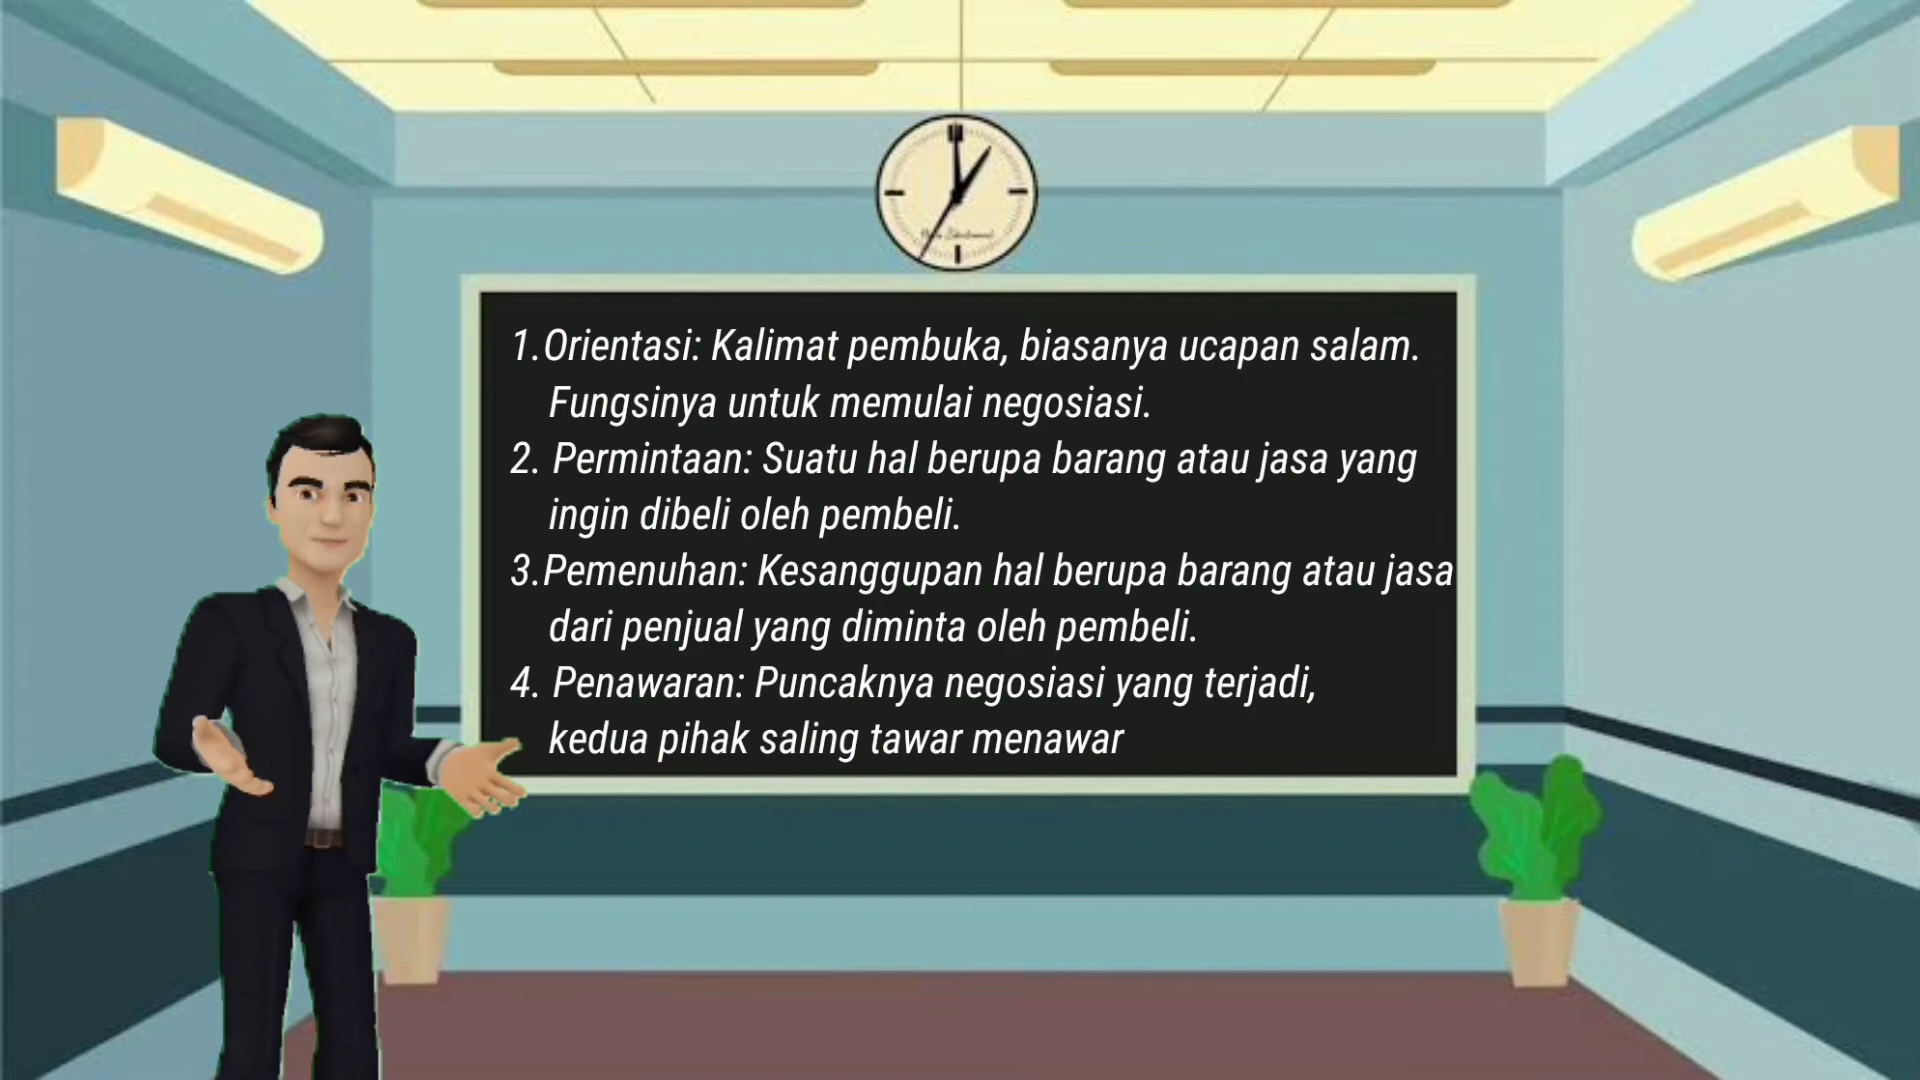 1.Orientasi: Kalimat pembuka, biasanya ucapan salam.
Fungsinya untuk memulai negosiasi.
2. Permintaan: Suatu hal berupa barang atau jasa yang
ingin dibeli oleh pembeli.
3.Pemenuhan: Kesanggupan hal berupa barang atau jasa
dari penjual yang diminta oleh pembeli.
4. Penawaran: Puncaknya negosiasi yang terjadi,
kedua pihak saling tawar menawar